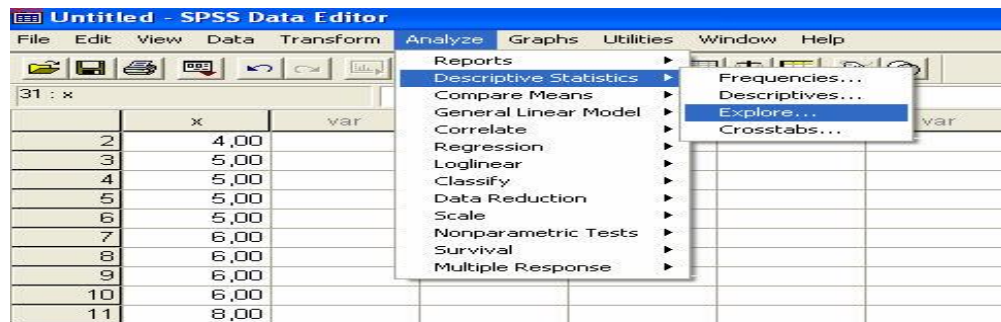 Untitled - SPSS Data Editor
File Edit View Data Transform Analyze Graphs Utilities Window Help
31 : x
x var var
2 4,00
3 5,00
4 5,00
5 5,00
6 5,00
7 6,00
8 6,00
9 6,00
10 6,00
11 8,00
Reports
Descriptive Statistics
Compare Means
General Linear Model
Correlate
Regression
Loglinear
Classify
Data Reduction
Scale
Nonparametric Tests
Survival
Multiple Response
Frequencies...
Descriptives...
Explore...
Crosstabs...